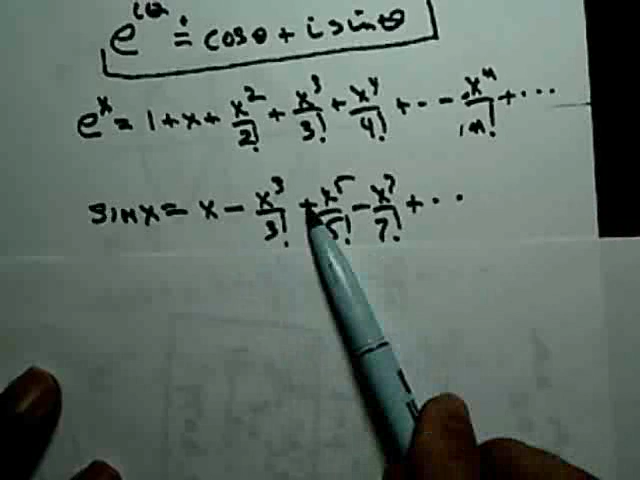 e^{iθ} = cosθ + i sinθ
e^x = 1 + x + x^2/2! + x^3/3! + x^4/4! + ... x^n/n! + ...
sinx = x - x^3/3! + x^5/5! - x^7/7! + ...